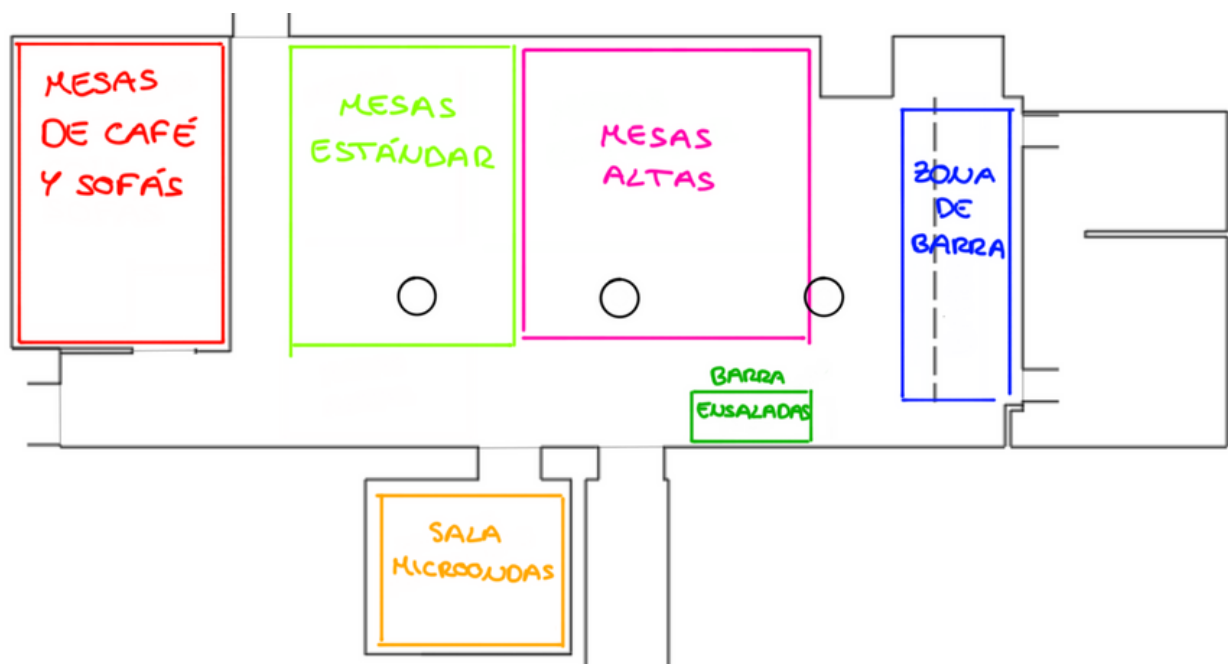 MESAS
DE CAFÉ
Y SOFÁS
MESAS
ESTÁNDAR
MESAS
ALTAS
ZONA
DE
BARRA
BARRA
ENSALADAS
SALA
MICROONDAS